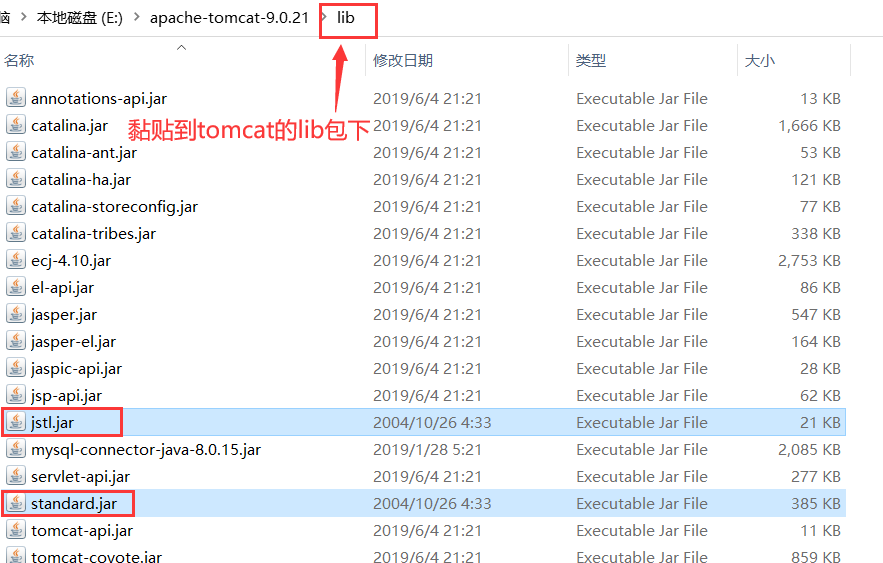 脑 > 本地磁盘 (E:) > apache-tomcat-9.0.21 > lib
名称 修改日期 类型 大小
annotations-api.jar 2019/6/4 21:21 Executable Jar File 13 KB
catalina.jar 2019/6/4 21:21 Executable Jar File 1,666 KB
黏贴到tomcat的lib包下
catalina-ant.jar 2019/6/4 21:21 Executable Jar File 53 KB
catalina-ha.jar 2019/6/4 21:21 Executable Jar File 121 KB
catalina-storeconfig.jar 2019/6/4 21:21 Executable Jar File 77 KB
catalina-tribes.jar 2019/6/4 21:21 Executable Jar File 338 KB
ecj-4.10.jar 2019/6/4 21:21 Executable Jar File 2,753 KB
el-api.jar 2019/6/4 21:21 Executable Jar File 86 KB
jasper.jar 2019/6/4 21:21 Executable Jar File 547 KB
jasper-el.jar 2019/6/4 21:21 Executable Jar File 164 KB
jaspic-api.jar 2019/6/4 21:21 Executable Jar File 28 KB
jsp-api.jar 2019/6/4 21:21 Executable Jar File 62 KB
jstl.jar 2004/10/26 4:33 Executable Jar File 21 KB
mysql-connector-java-8.0.15.jar 2019/1/28 5:21 Executable Jar File 2,085 KB
servlet-api.jar 2019/6/4 21:21 Executable Jar File 277 KB
standard.jar 2004/10/26 4:33 Executable Jar File 385 KB
tomcat-api.jar 2019/6/4 21:21 Executable Jar File 11 KB
tomcat-coyote.jar 2019/6/4 21:21 Executable Jar File 859 KB